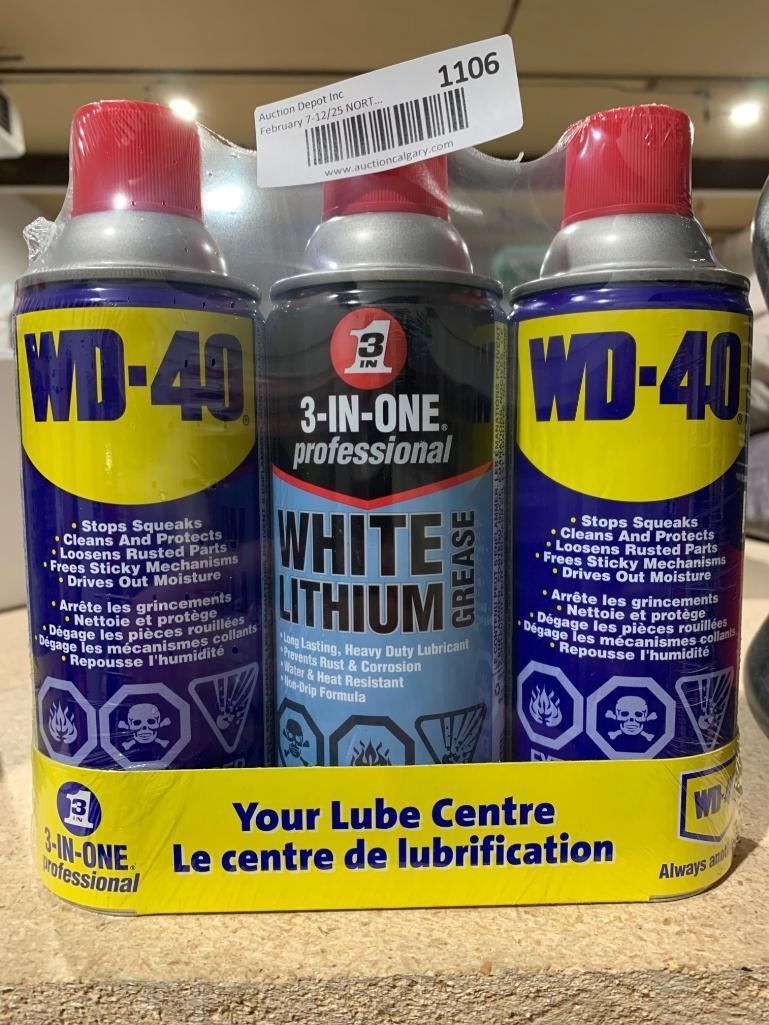 Auction Depot Inc
1106
February 7-12/25 NORT...
www.auctioncalgary.com
WD-40®
• Stops Squeaks
• Cleans And Protects
• Loosens Rusted Parts
• Frees Sticky Mechanisms
• Drives Out Moisture
• Arrête les grincements
• Nettoie et protège
• Dégage les pièces rouillées
• Dégage les mécanismes collants
• Repousse l'humidité
3
IN
1
3-IN-ONE®
professional
WHITE
LITHIUM
GREASE
• Long Lasting, Heavy Duty Lubricant
• Prevents Rust & Corrosion
• Water & Heat Resistant
• Non-Drip Formula
WD-40®
• Stops Squeaks
• Cleans And Protects
• Loosens Rusted Parts
• Frees Sticky Mechanisms
• Drives Out Moisture
• Arrête les grincements
• Nettoie et protège
• Dégage les pièces rouillées
• Dégage les mécanismes collants
• Repousse l'humidité
3
IN
1
3-IN-ONE®
professional
Your Lube Centre
Le centre de lubrification
WD-4
Always